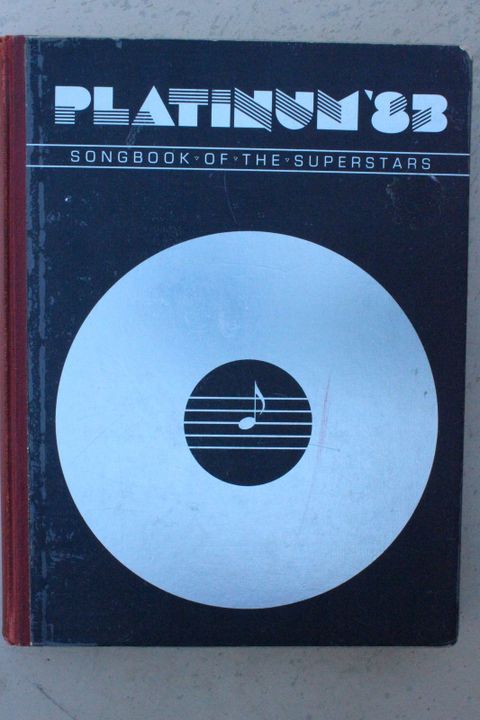 PLATINUM '83
SONGBOOK ▿ OF ▿ THE ▿ SUPERSTARS